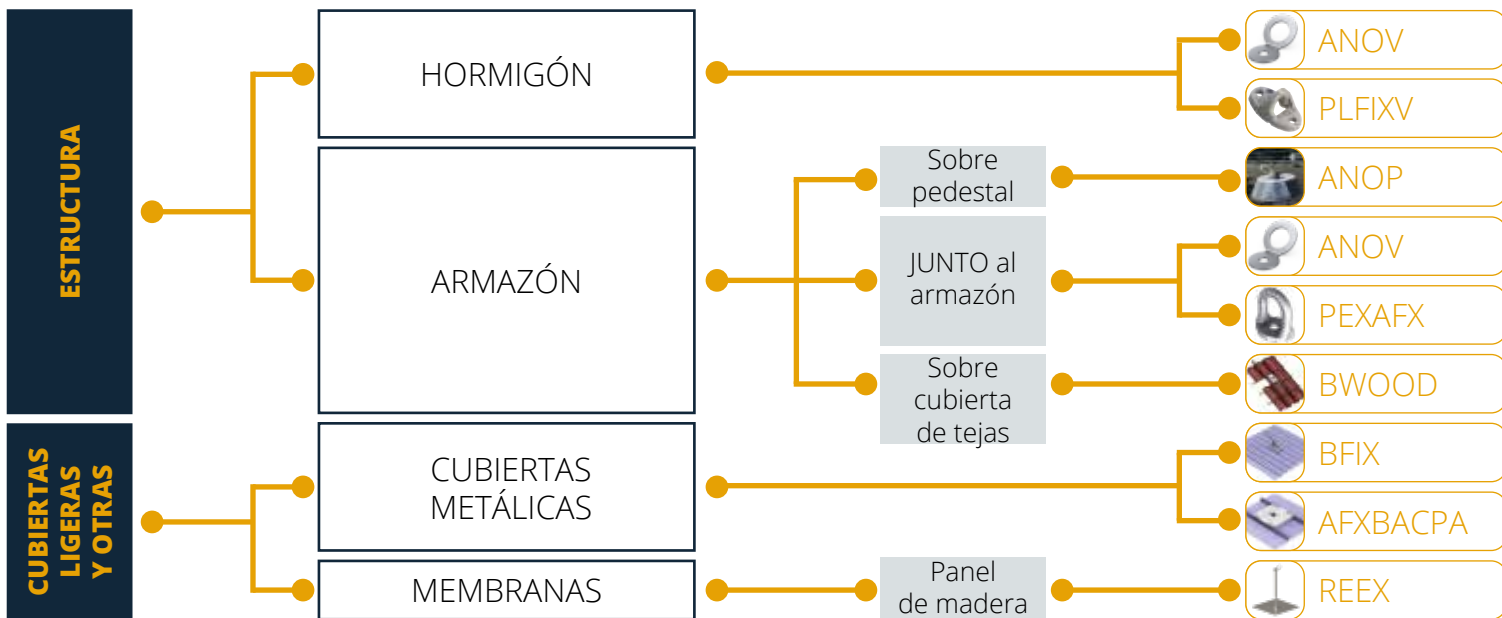 ESTRUCTURA
HORMIGÓN
ANOV
PLFIXV
ARMAZÓN
Sobre
pedestal
ANOP
JUNTO al
armazón
ANOV
PEXAFX
Sobre
cubierta
de tejas
BWOOD
CUBIERTAS
LIGERAS
Y OTRAS
CUBIERTAS
METÁLICAS
BFIX
AFXBACPA
MEMBRANAS
Panel
de madera
REEX